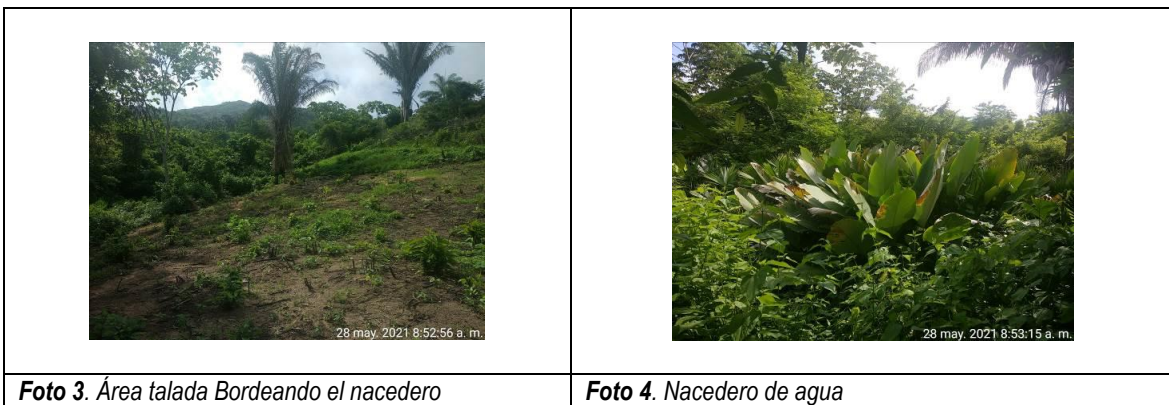 28 may. 2021 8:52:56 a. m.
28 may. 2021 8:53:15 a. m.
Foto 3. Área talada Bordeando el nacedero
Foto 4. Nacedero de agua